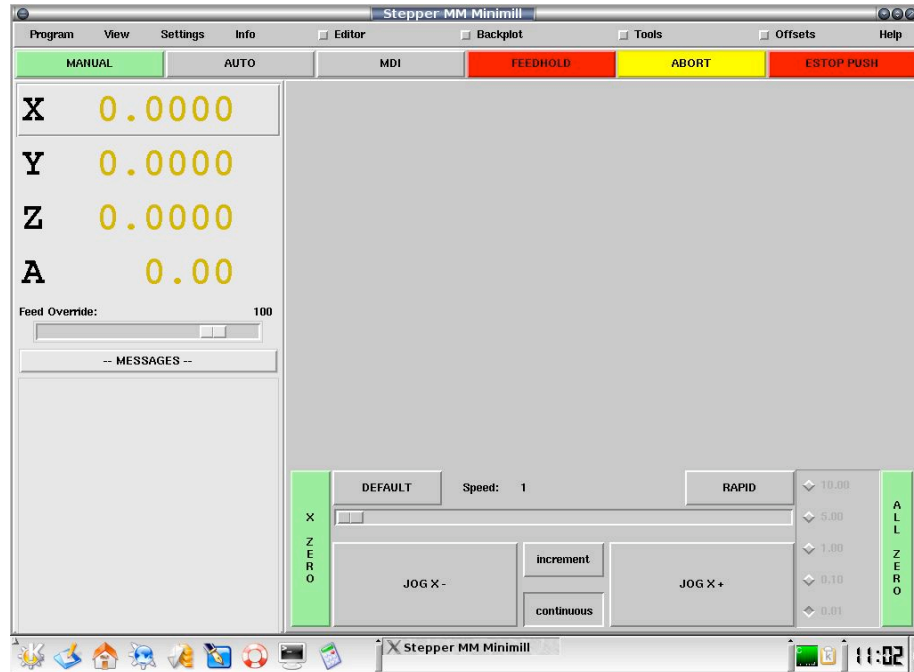 Stepper MM Minimill
Program View Settings Info Editor Backplot Tools Offsets Help
MANUAL AUTO MDI FEEDHOLD ABORT ESTOP PUSH
X 0.0000
Y 0.0000
Z 0.0000
A 0.00
Feed Override: 100
-- MESSAGES --
X ZERO
DEFAULT Speed: 1 RAPID
JOG X - increment JOG X +
continuous
10.00
5.00
1.00
0.10
0.01
ALL ZERO
X Stepper MM Minimill
11:02